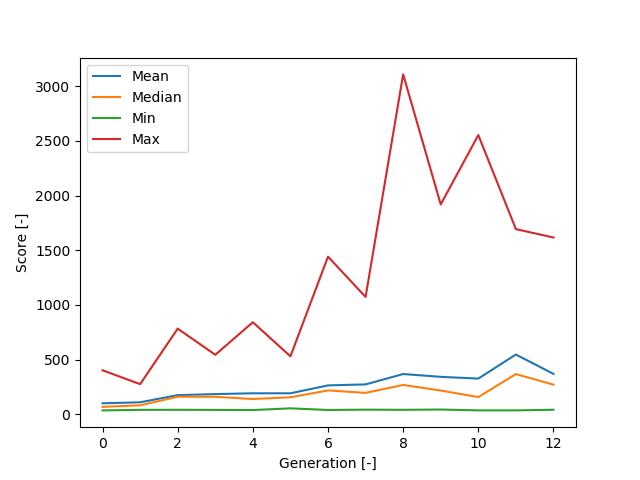 Mean
Median
Min
Max
3000
2500
2000
1500
1000
500
0
Score [-]
0 2 4 6 8 10 12
Generation [-]